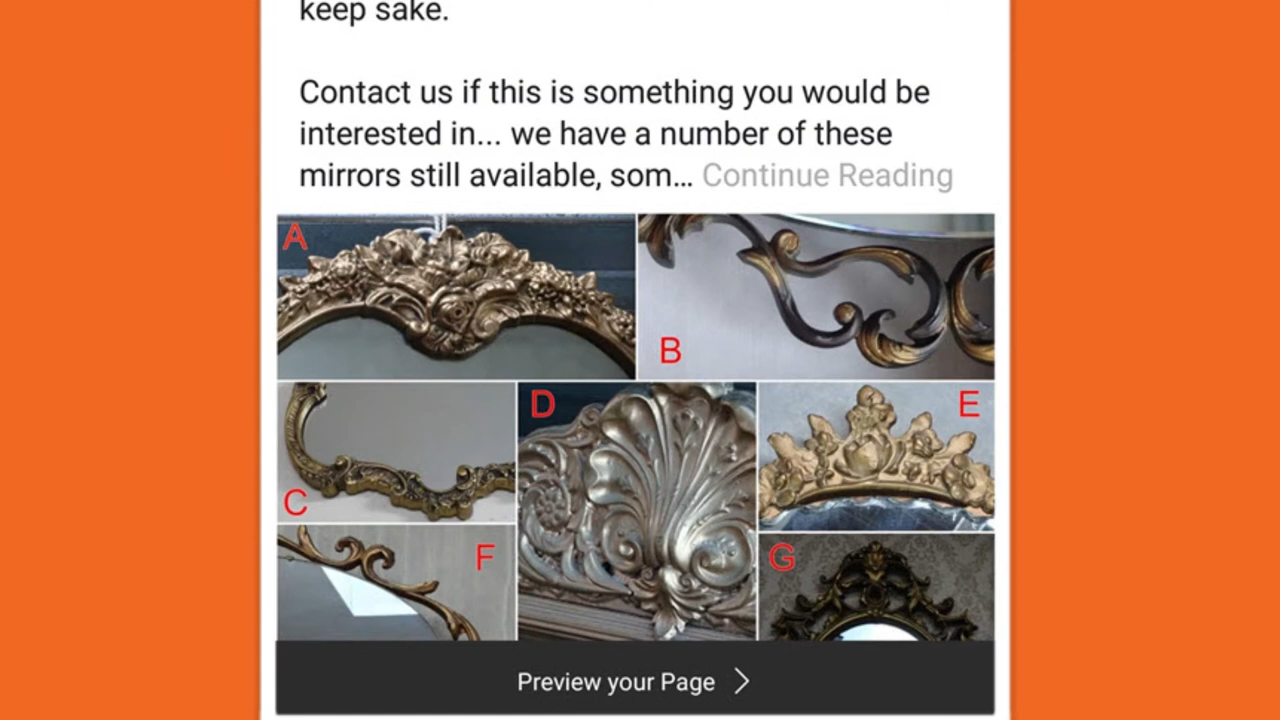 keep sake.
Contact us if this is something you would be
interested in... we have a number of these
mirrors still available, som... Continue Reading
A
B
C
D
E
F
G
Preview your Page